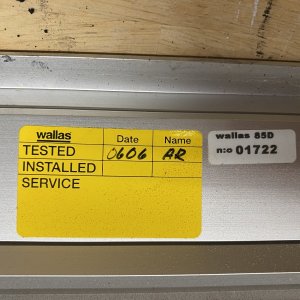 wallas Date Name
TESTED 0606 AR
INSTALLED
SERVICE
wallas 85D
n:o 01722